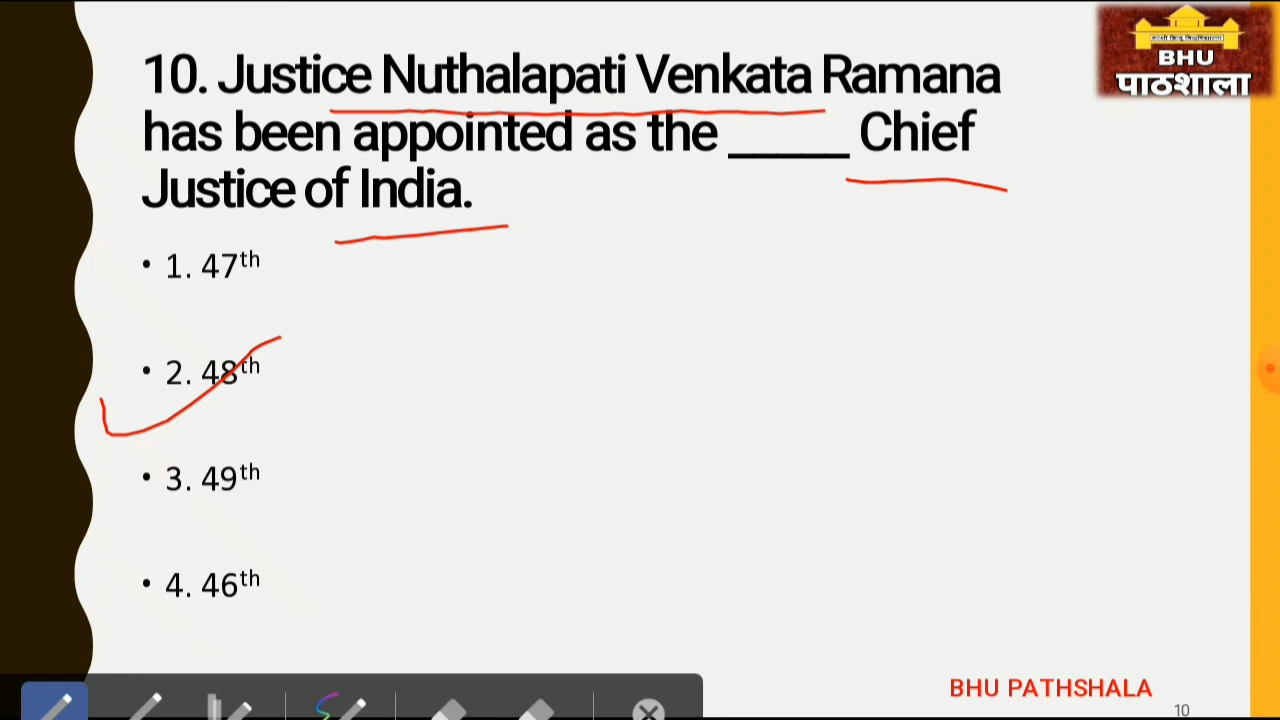 10. Justice Nuthalapati Venkata Ramana
has been appointed as the _____ Chief
Justice of India.
• 1. 47th
• 2. 48th
• 3. 49th
• 4. 46th
BHU
पाठशाला
BHU PATHSHALA
10